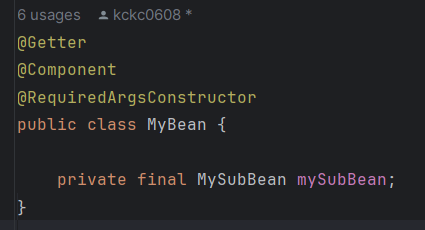 6 usages kckc0608 *
@Getter
@Component
@RequiredArgsConstructor
public class MyBean {
private final MySubBean mySubBean;
}